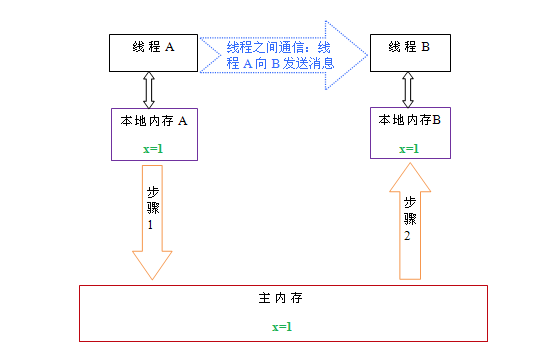 线程 A
线程之间通信：线
程 A 向 B 发送消息
线程 B
本地内存 A
x=1
本地内存B
x=1
步
骤
1
步
骤
2
主内存
x=1